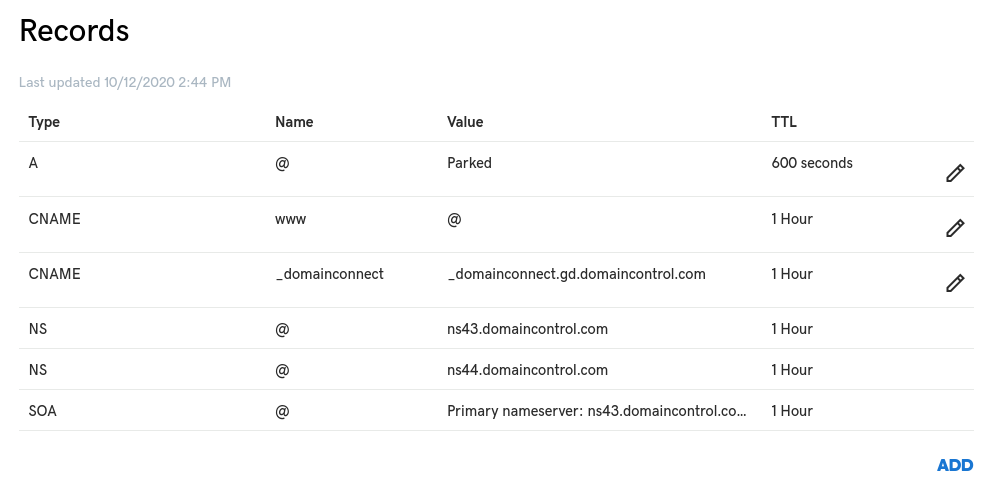 Records
Last updated 10/12/2020 2:44 PM
Type Name Value TTL
A @ Parked 600 seconds
CNAME www @ 1 Hour
CNAME _domainconnect _domainconnect.gd.domaincontrol.com 1 Hour
NS @ ns43.domaincontrol.com 1 Hour
NS @ ns44.domaincontrol.com 1 Hour
SOA @ Primary nameserver: ns43.domaincontrol.co... 1 Hour
ADD